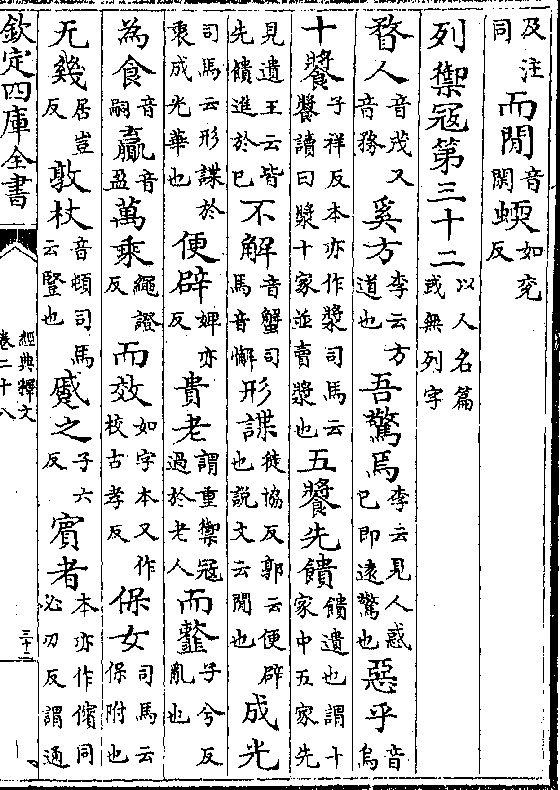 及注同而閒音閑蝡如兖反
列禦冦第三十二以人名篇或無列字
瞀人音茂又音務奚方李云方道也吾驚焉李云見人感已即逺驚也惡乎音烏
十䬾子祥反本亦作漿司馬云䬾讀曰漿十家並賣漿也五䬾先饋饋遺也謂十家中五家先
見遺王云皆先饋進於已不解音蟹司馬音懈形諜徒協反郭云便辟也説文云閒也成光
司馬云形諜於衷成光華也便辟婢亦反貴老謂重禦冦過於老人而䪠子兮反亂也
為食音嗣贏音盈萬乘繩證反而效如字本又作校古孝反保女司馬云保附也
无幾居豈反敦杖音頓司馬云竪也蹙之子六反賓者本亦作儐同必刃反謂通
欽定四庫全書
經典釋文
卷二十八
三十二